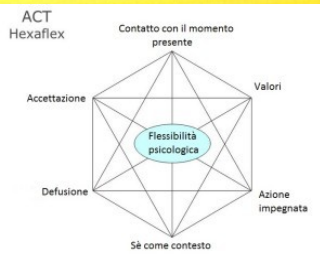 ACT
Hexaflex
Contatto con il momento
presente
Accettazione
Valori
Flessibilità
psicologica
Defusione
Azione
impegnata
Sè come contesto